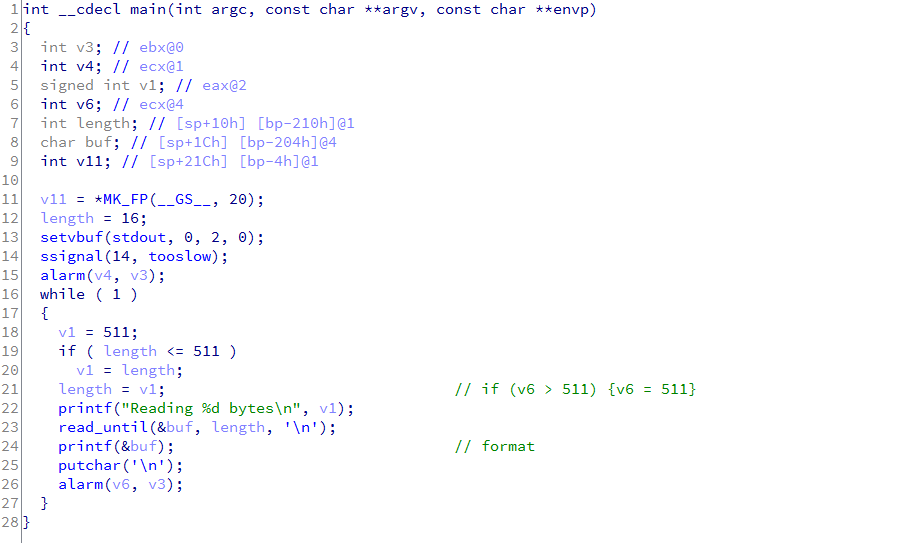 1 int __cdecl main(int argc, const char **argv, const char **envp)
2 {
3 int v3; // ebx@0
4 int v4; // ecx@1
5 signed int v1; // eax@2
6 int v6; // ecx@4
7 int length; // [sp+10h] [bp-210h]@1
8 char buf; // [sp+1Ch] [bp-204h]@4
9 int v11; // [sp+21Ch] [bp-4h]@1
10
11 v11 = *MK_FP(__GS__, 20);
12 length = 16;
13 setvbuf(stdout, 0, 2, 0);
14 ssignal(14, tooslow);
15 alarm(v4, v3);
16 while ( 1 )
17 {
18 v1 = 511;
19 if ( length <= 511 )
20 v1 = length;
21 length = v1; // if (v6 > 511) {v6 = 511}
22 printf("Reading %d bytes\n", v1);
23 read_until(&buf, length, '\n');
24 printf(&buf); // format
25 putchar('\n');
26 alarm(v6, v3);
27 }
28 }